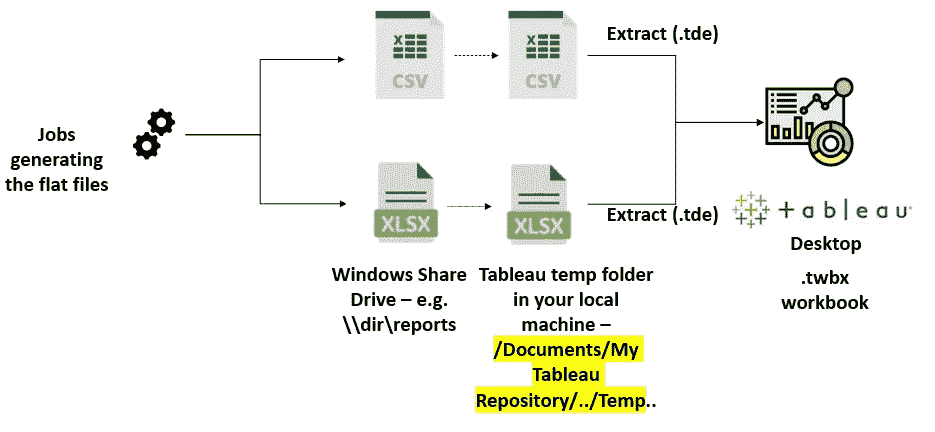 Extract (.tde)
X
CSV
X
CSV
Jobs
generating
the flat files
XLSX
XLSX
Extract (.tde)
+ a b l e a u®
Desktop
.twbx
workbook
Windows Share
Drive – e.g.
\\dir\reports
Tableau temp folder
in your local
machine –
/Documents/My
Tableau
Repository/../Temp..